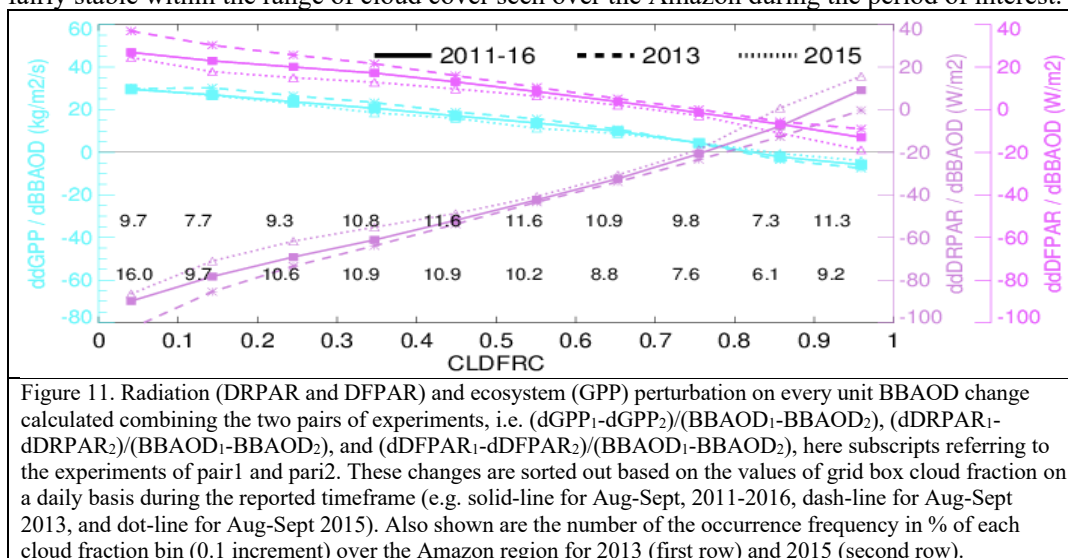 fairly stable within the range of cloud cover seen over the Amazon during the period of interest.
60
40
20
0
-20
-40
-60
-80
ddGPP / dBBAOD (kg/m2/s)
2011-16 2013 2015
9.7 7.7 9.3 10.8 11.6 11.6 10.9 9.8 7.3 11.3
16.0 9.7 10.6 10.9 10.9 10.2 8.8 7.6 6.1 9.2
40
20
0
-20
-40
-60
-80
-100
ddDRPAR / dBBAOD (W/m2)
40
20
0
-20
-40
-60
-80
-100
ddDFPAR / dBBAOD (W/m2)
0 0.1 0.2 0.3 0.4 0.5 0.6 0.7 0.8 0.9 1
CLDFRC
Figure 11. Radiation (DRPAR and DFPAR) and ecosystem (GPP) perturbation on every unit BBAOD change
calculated combining the two pairs of experiments, i.e. (dGPP₁-dGPP₂)/(BBAOD₁-BBAOD₂), (dDRPAR₁-
dDRPAR₂)/(BBAOD₁-BBAOD₂), and (dDFPAR₁-dDFPAR₂)/(BBAOD₁-BBAOD₂), here subscripts referring to
the experiments of pair1 and pari2. These changes are sorted out based on the values of grid box cloud fraction on
a daily basis during the reported timeframe (e.g. solid-line for Aug-Sept, 2011-2016, dash-line for Aug-Sept
2013, and dot-line for Aug-Sept 2015). Also shown are the number of the occurrence frequency in % of each
cloud fraction bin (0.1 increment) over the Amazon region for 2013 (first row) and 2015 (second row).